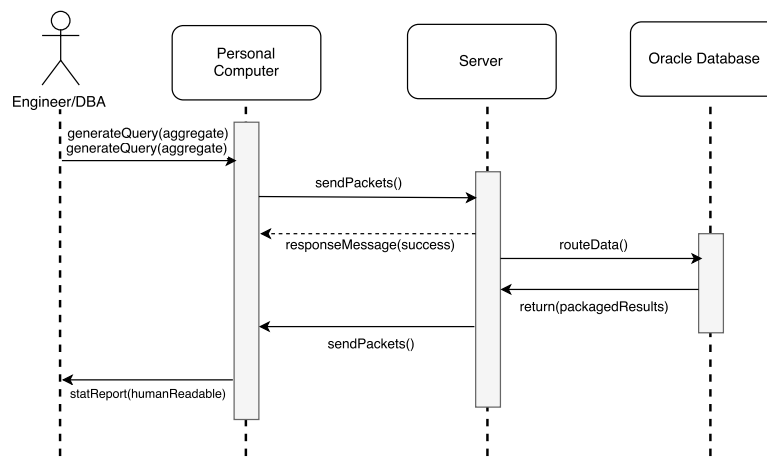 Personal
Computer
Server
Oracle Database
Engineer/DBA
generateQuery(aggregate)
generateQuery(aggregate)
sendPackets()
responseMessage(success)
routeData()
return(packagedResults)
sendPackets()
statReport(humanReadable)